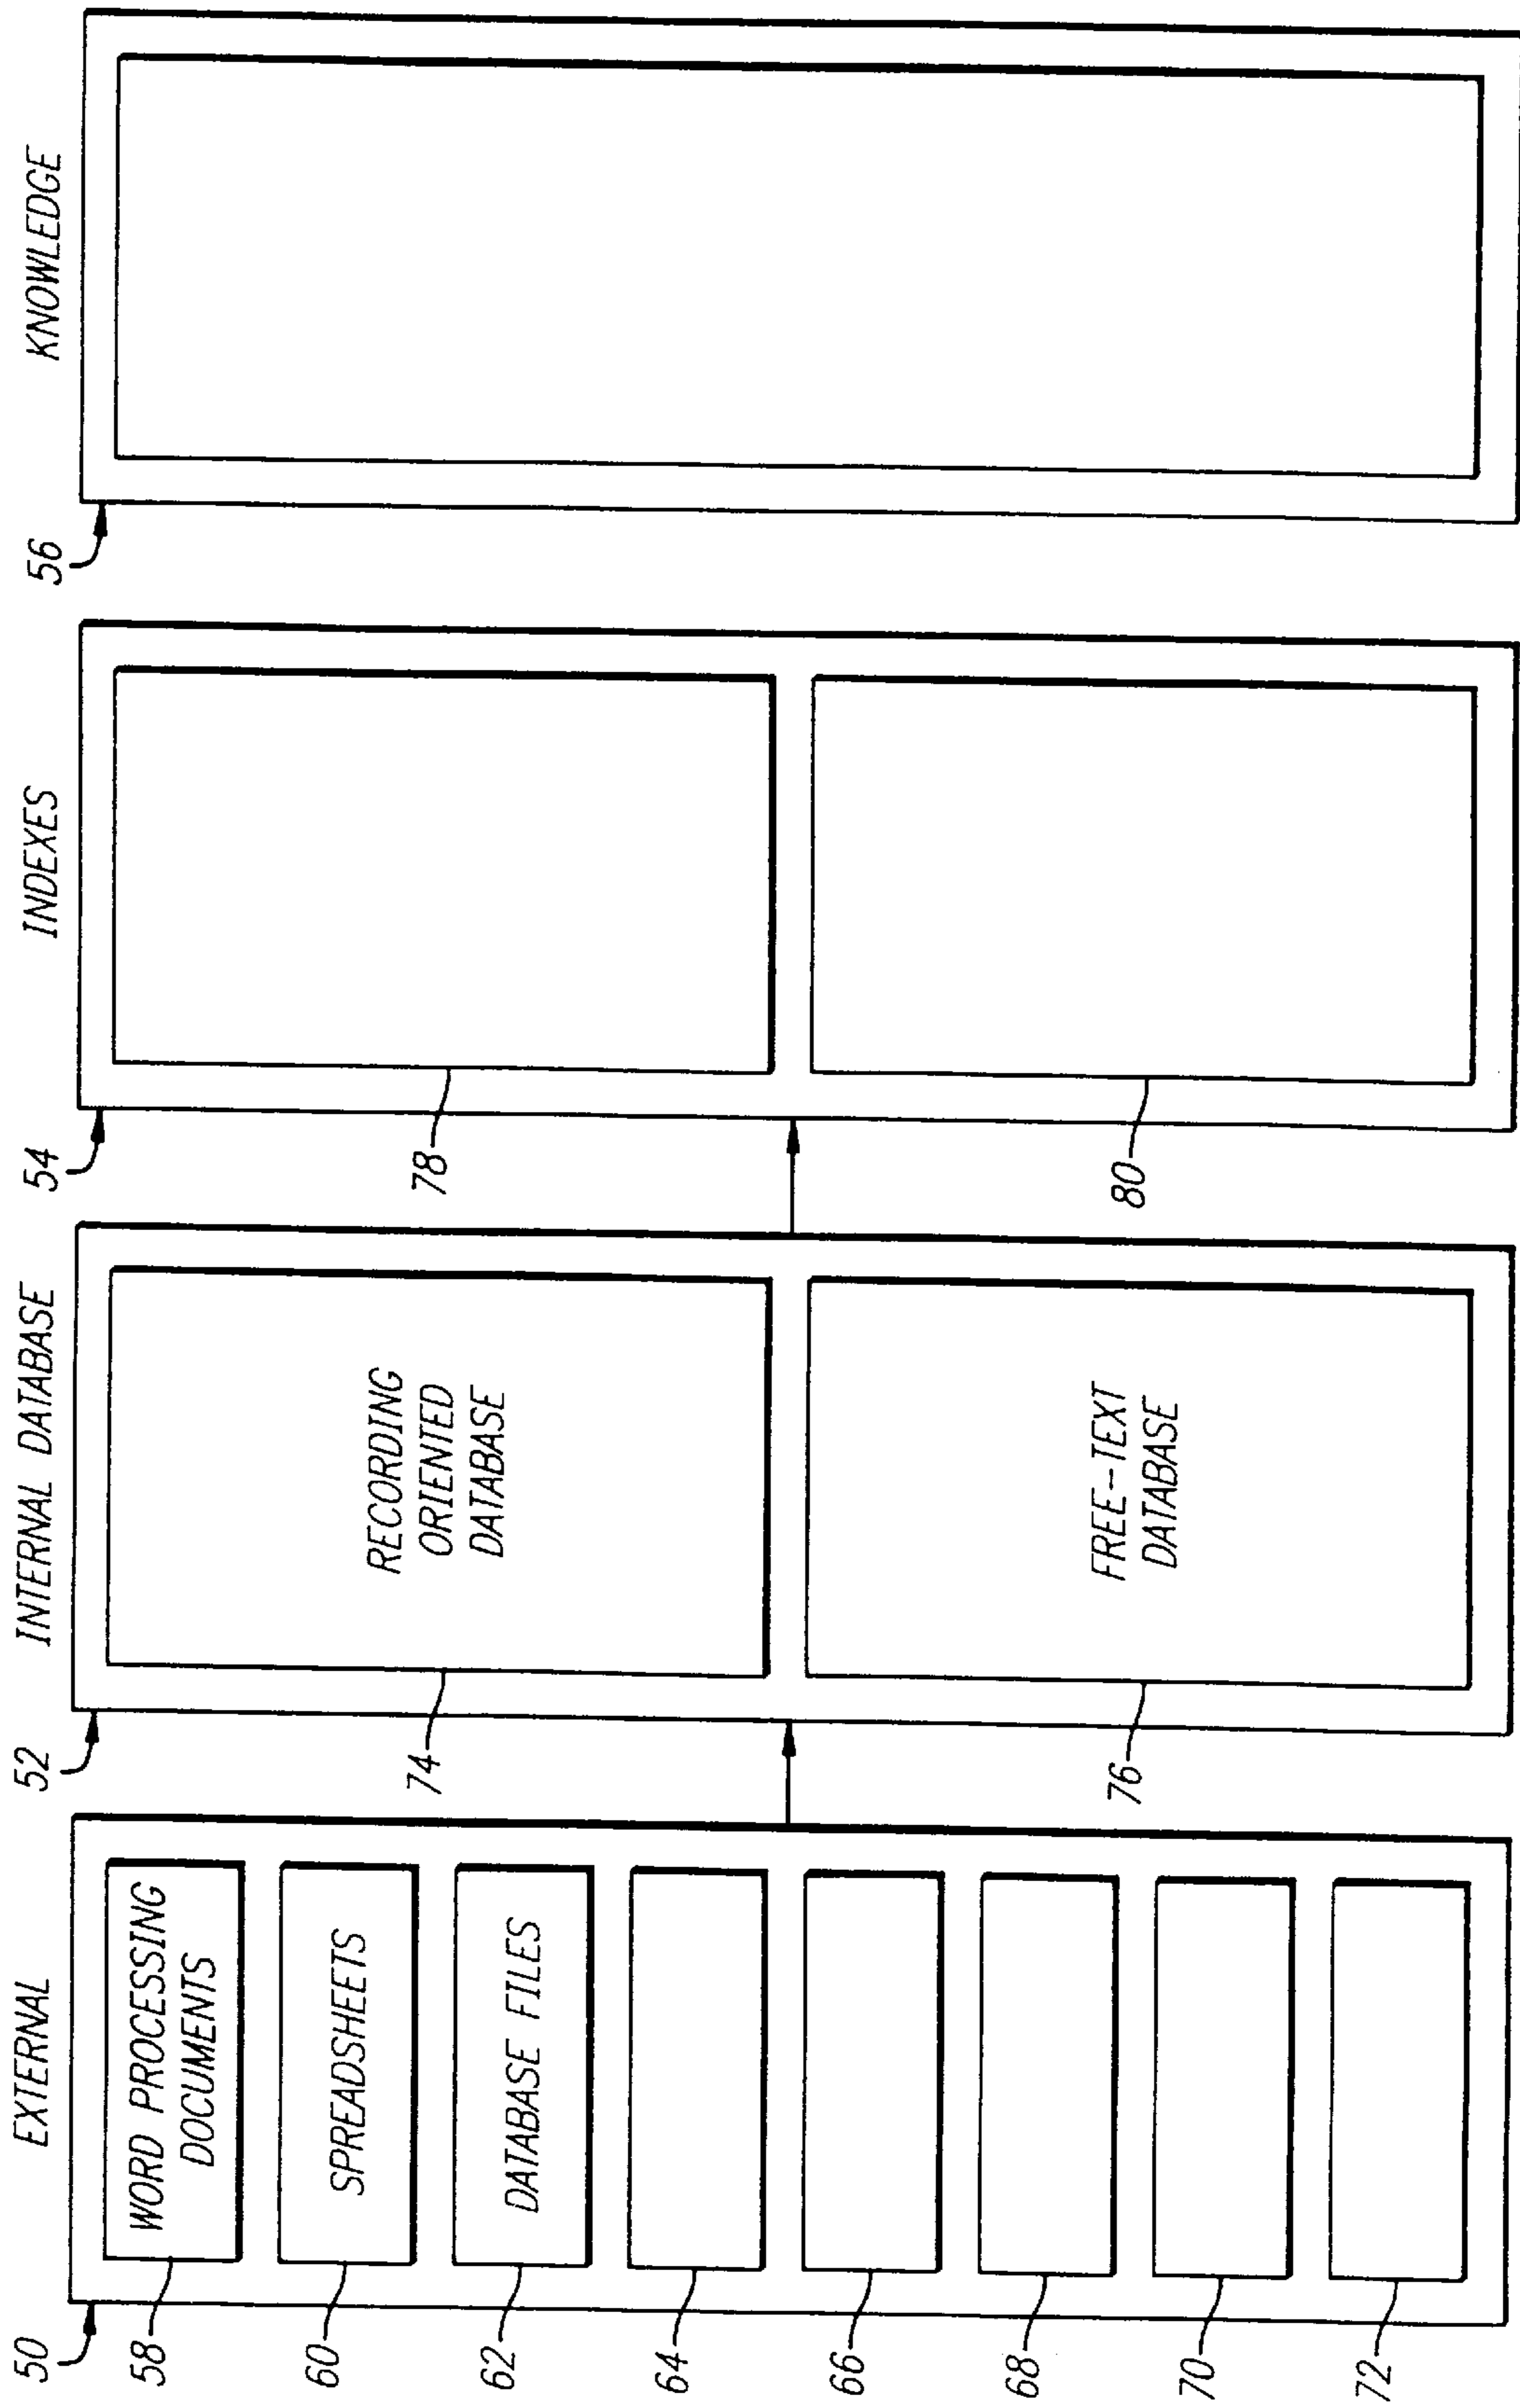 EXTERNAL
50
WORD PROCESSING
DOCUMENTS
58
SPREADSHEETS
60
DATABASE FILES
62
64
66
68
70
72
INTERNAL DATABASE
52
RECORDING
ORIENTED
DATABASE
74
FREE-TEXT
DATABASE
76
INDEXES
54
78
80
KNOWLEDGE
56